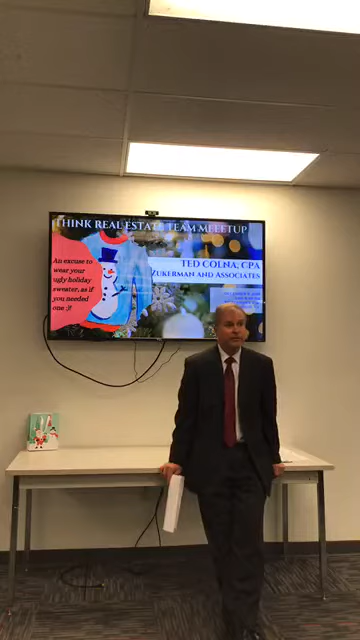 THINK REAL ESTATE TEAM MEETUP
TED COLNA, CPA
ZUKERMAN AND ASSOCIATES
An excuse to
wear your
ugly holiday
sweater, as if
you needed
one :)!